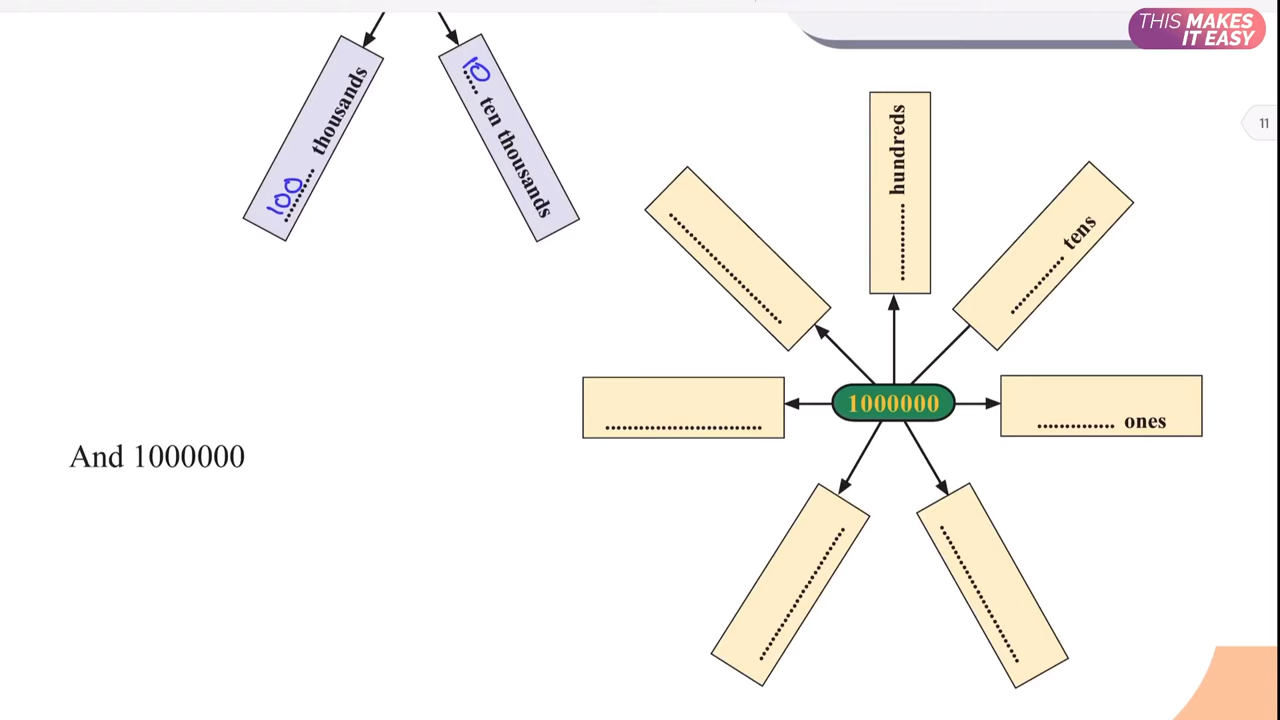 THIS MAKES
IT EASY
11
100 thousands
10 ten thousands
............ hundreds
............ tens
1000000
.............. ones
And 1000000